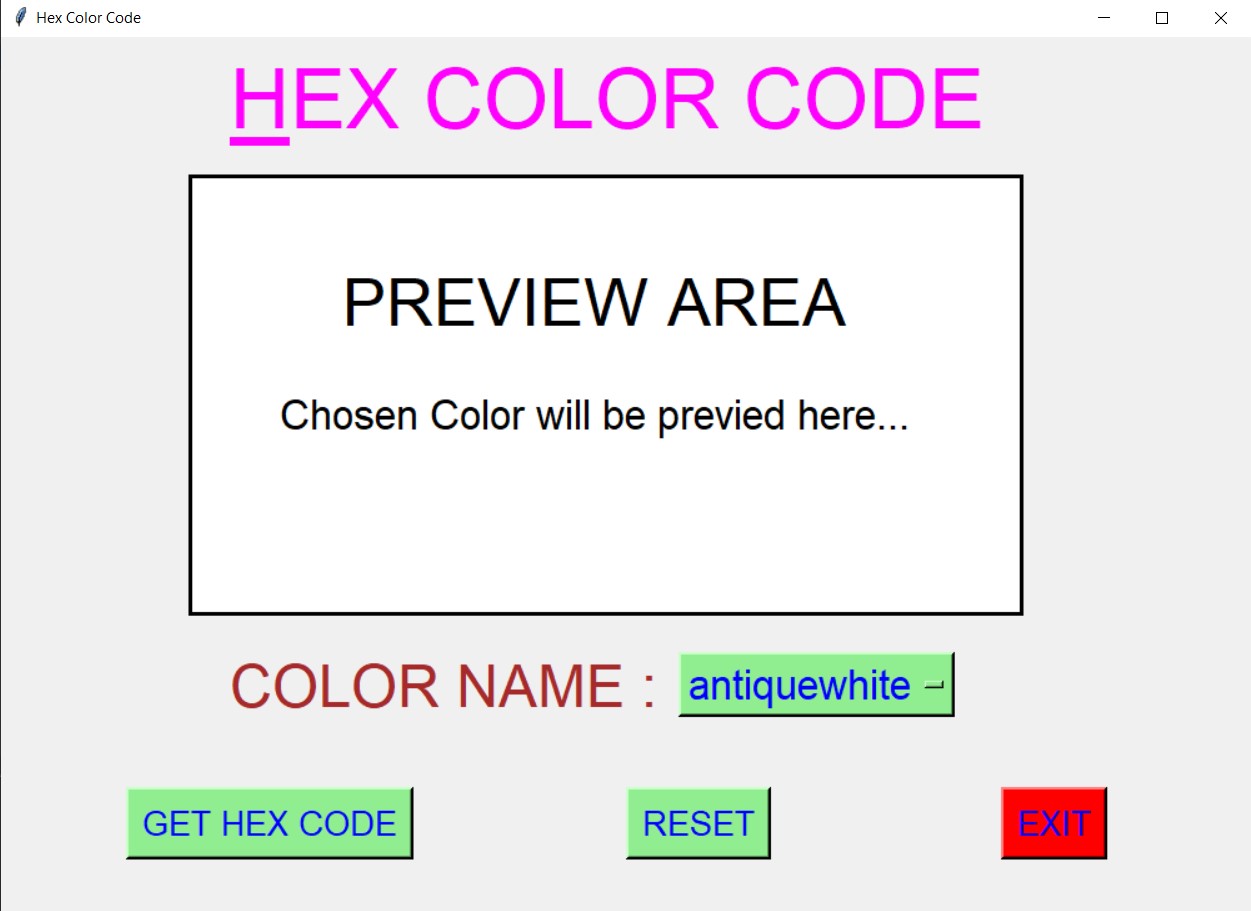 Hex Color Code
HEX COLOR CODE
PREVIEW AREA
Chosen Color will be previed here...
COLOR NAME : antiquewhite
GET HEX CODE RESET EXIT